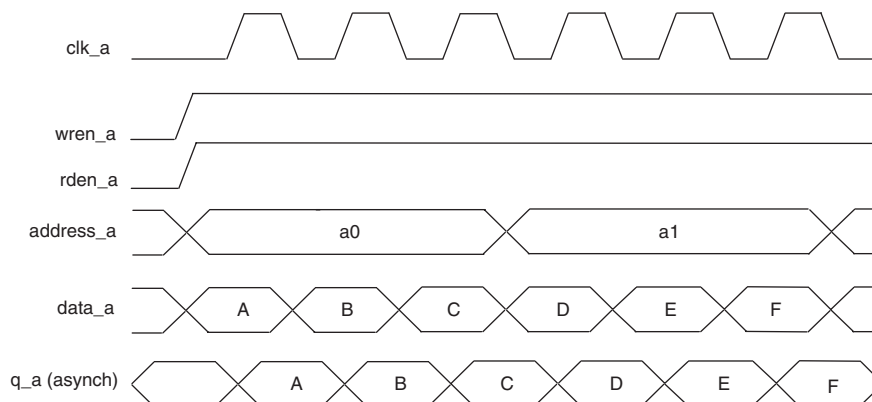 clk_a
wren_a
rden_a
address_a a0 a1
data_a A B C D E F
q_a (asynch) A B C D E F